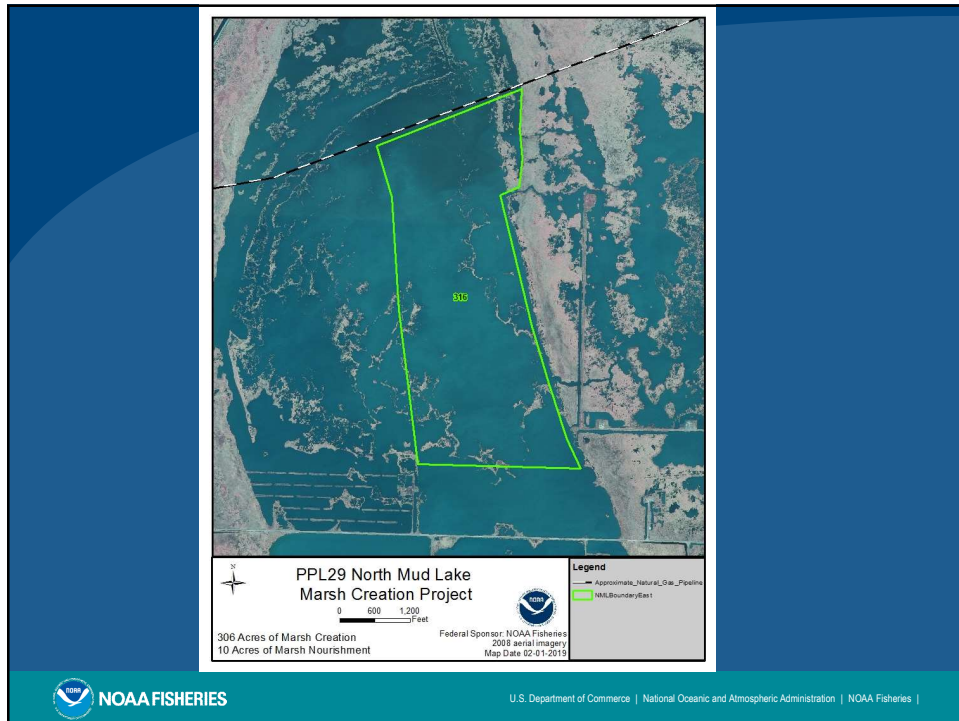 316
N
PPL29 North Mud Lake
Marsh Creation Project
0 600 1,200
Feet
306 Acres of Marsh Creation
10 Acres of Marsh Nourishment
NOAA
Federal Sponsor: NOAA Fisheries
2008 aerial imagery
Map Date 02-01-2019
Legend
Approximate_Natural_Gas_Pipeline
NMLBoundaryEast
NOAA
NOAA FISHERIES
U.S. Department of Commerce | National Oceanic and Atmospheric Administration | NOAA Fisheries |